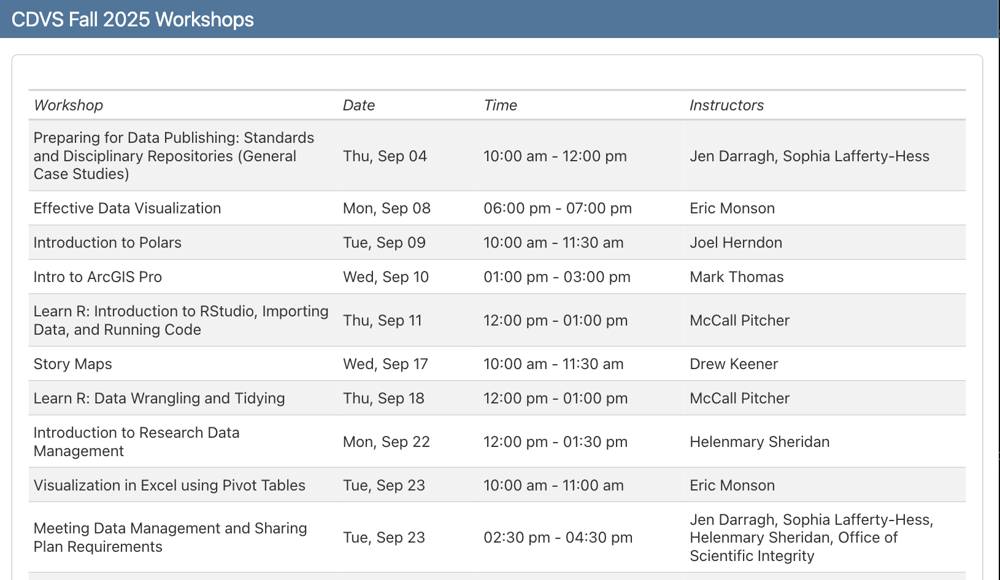 CDVS Fall 2025 Workshops
Workshop Date Time Instructors
Preparing for Data Publishing: Standards
and Disciplinary Repositories (General
Case Studies)
Thu, Sep 04 10:00 am - 12:00 pm Jen Darragh, Sophia Lafferty-Hess
Effective Data Visualization Mon, Sep 08 06:00 pm - 07:00 pm Eric Monson
Introduction to Polars Tue, Sep 09 10:00 am - 11:30 am Joel Herndon
Intro to ArcGIS Pro Wed, Sep 10 01:00 pm - 03:00 pm Mark Thomas
Learn R: Introduction to RStudio, Importing
Data, and Running Code
Thu, Sep 11 12:00 pm - 01:00 pm McCall Pitcher
Story Maps Wed, Sep 17 10:00 am - 11:30 am Drew Keener
Learn R: Data Wrangling and Tidying Thu, Sep 18 12:00 pm - 01:00 pm McCall Pitcher
Introduction to Research Data
Management
Mon, Sep 22 12:00 pm - 01:30 pm Helenmary Sheridan
Visualization in Excel using Pivot Tables Tue, Sep 23 10:00 am - 11:00 am Eric Monson
Meeting Data Management and Sharing
Plan Requirements
Tue, Sep 23 02:30 pm - 04:30 pm
Jen Darragh, Sophia Lafferty-Hess,
Helenmary Sheridan, Office of
Scientific Integrity